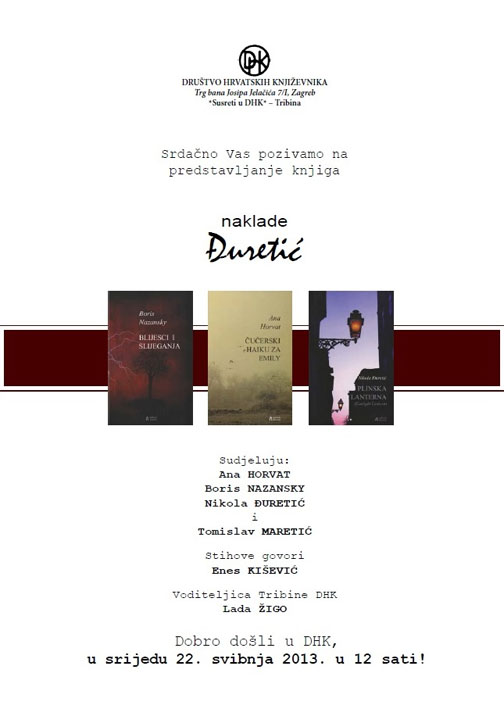 DHK
DRUŠTVO HRVATSKIH KNJIŽEVNIKA
Trg bana Josipa Jelačića 7/I, Zagreb
"Susreti u DHK" – Tribina
Srdačno Vas pozivamo na
predstavljanje knjiga
naklade
Đuretić
Boris
Nazansky
BLIJESCI I
SLIJEGANJA
Ana
Horvat
ČUČERSKI
HAIKU ZA
EMILY
Nikola Đuretić
PLINSKA
LANTERNA
Sudjeluju:
Ana HORVAT
Boris NAZANSKY
Nikola ĐURETIĆ
i
Tomislav MARETIĆ
Stihove govori
Enes KIŠEVIĆ
Voditeljica Tribine DHK
Lada ŽIGO
Dobro došli u DHK,
u srijedu 22. svibnja 2013. u 12 sati!